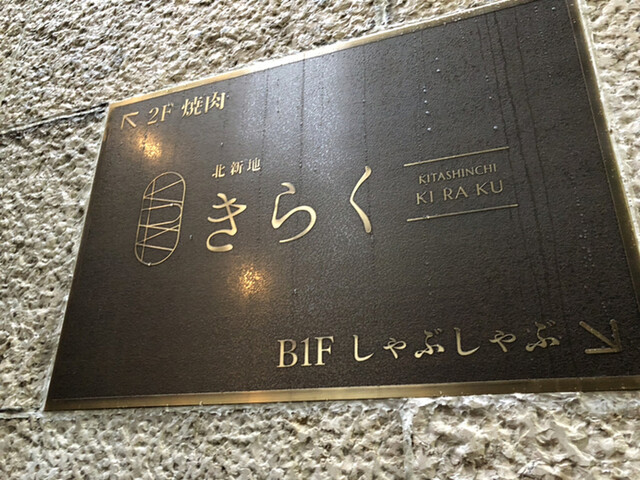 ↖ 2F 焼肉
北新地
きらく
KITASHINCHI
KI RA KU
B1F しゃぶしゃぶ ↘